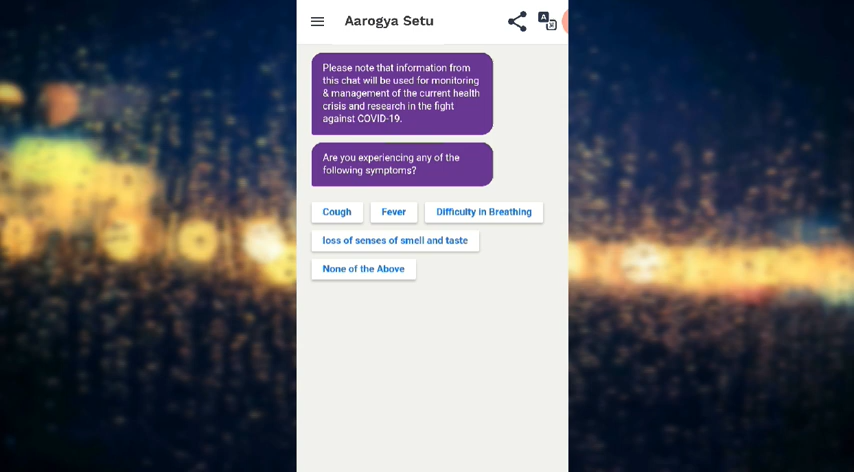 Aarogya Setu
Please note that information from
this chat will be used for monitoring
& management of the current health
crisis and research in the fight
against COVID-19.
Are you experiencing any of the
following symptoms?
Cough Fever Difficulty in Breathing
loss of senses of smell and taste
None of the Above